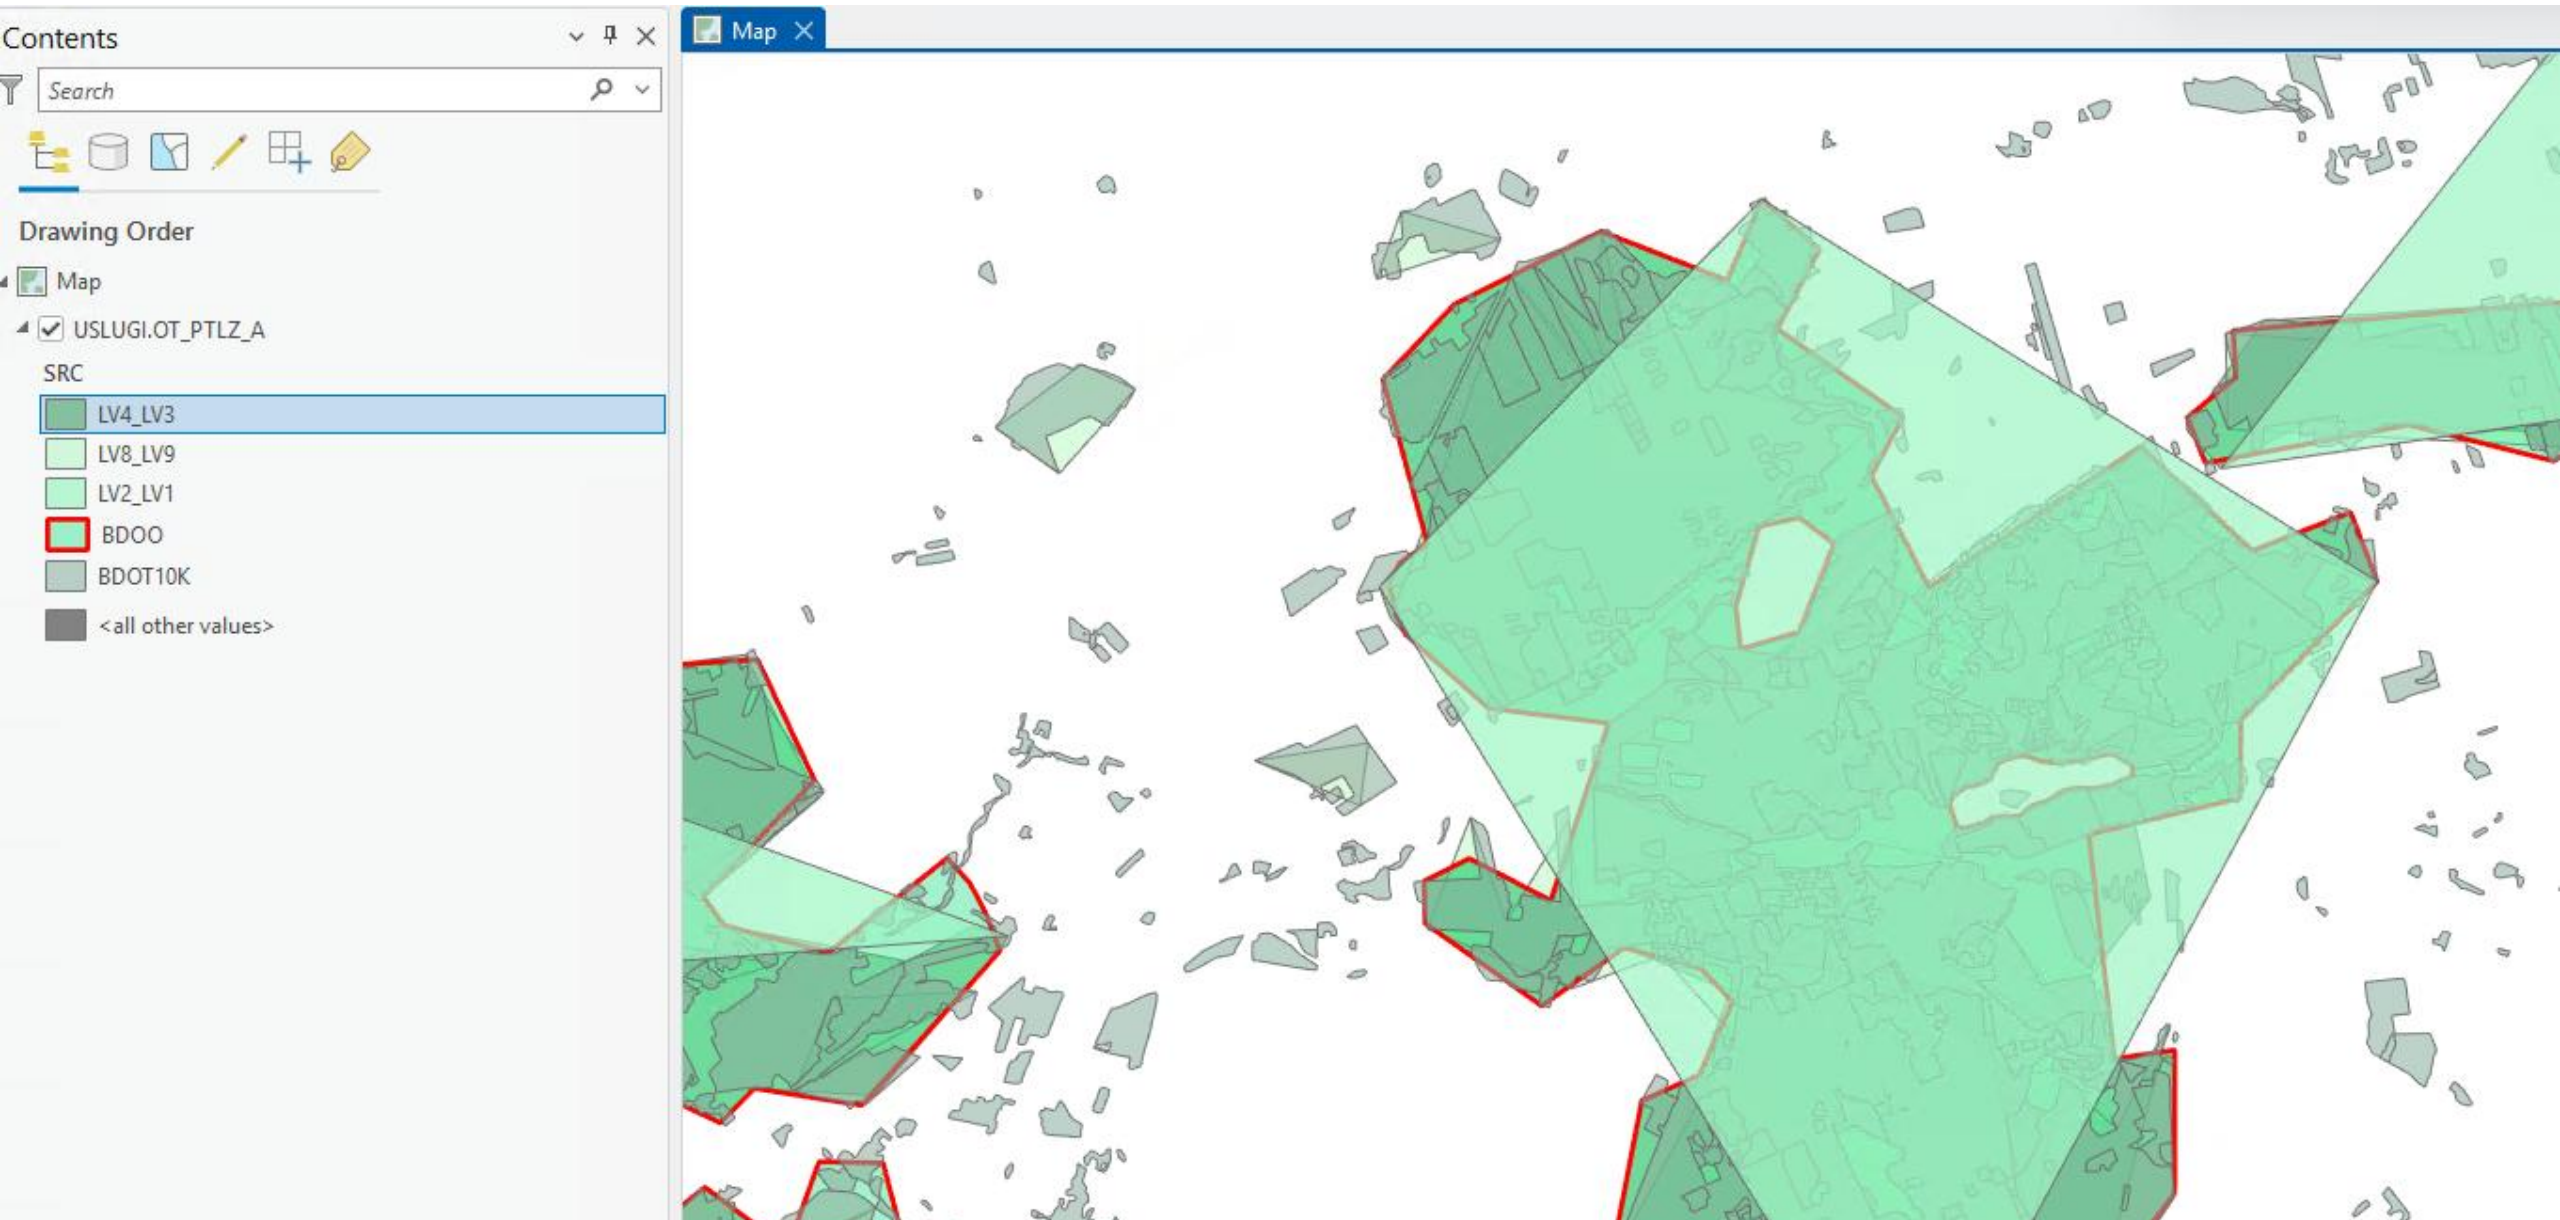 Contents
Map
Search
Drawing Order
Map
USLUGI.OT_PTLZ_A
SRC
LV4_LV3
LV8_LV9
LV2_LV1
BDOO
BDOT10K
<all other values>